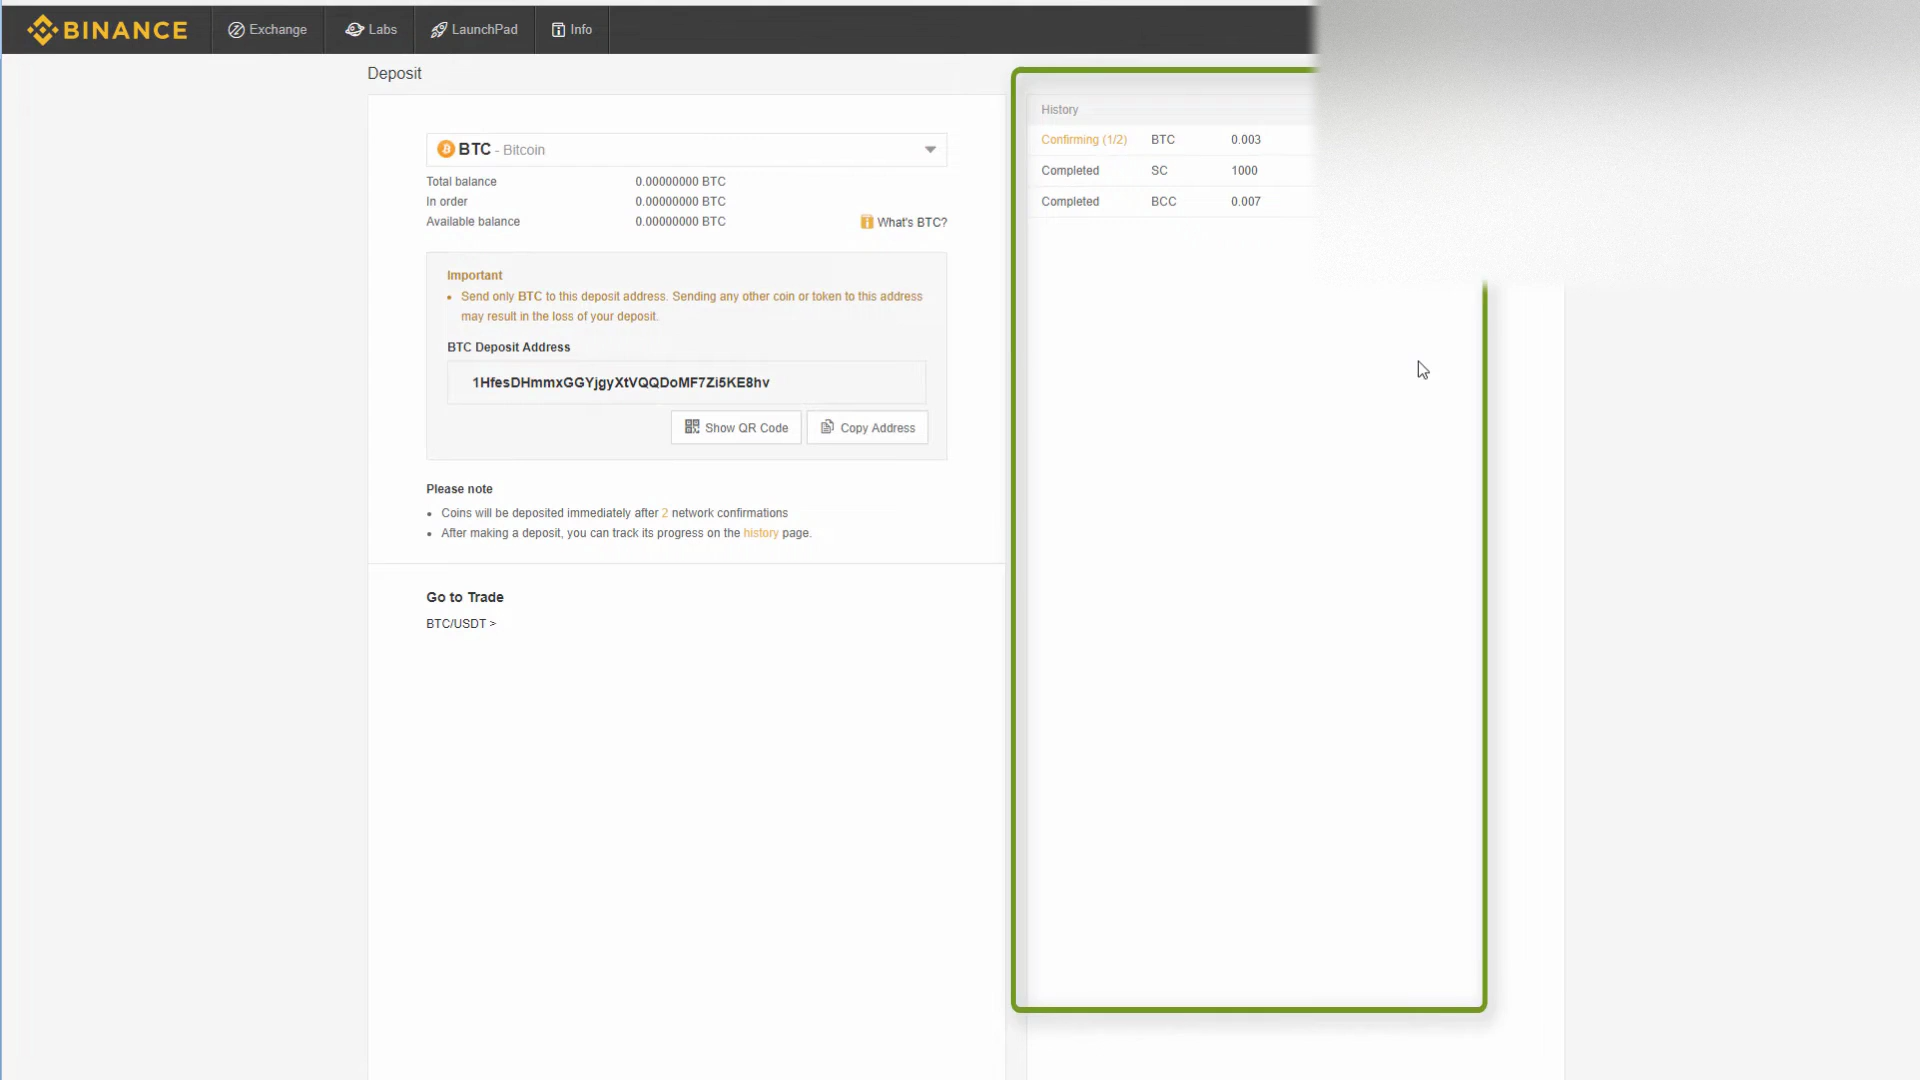 BINANCE Exchange Labs LaunchPad Info
Deposit
BTC - Bitcoin
Total balance 0.00000000 BTC
In order 0.00000000 BTC
Available balance 0.00000000 BTC What's BTC?
Important
• Send only BTC to this deposit address. Sending any other coin or token to this address
may result in the loss of your deposit.
BTC Deposit Address
1HfesDHmmxGGYjgyXtVQQDoMF7Zi5KE8hv
Show QR Code Copy Address
Please note
• Coins will be deposited immediately after 2 network confirmations
• After making a deposit, you can track its progress on the history page.
Go to Trade
BTC/USDT >
History
Confirming (1/2) BTC 0.003
Completed SC 1000
Completed BCC 0.007